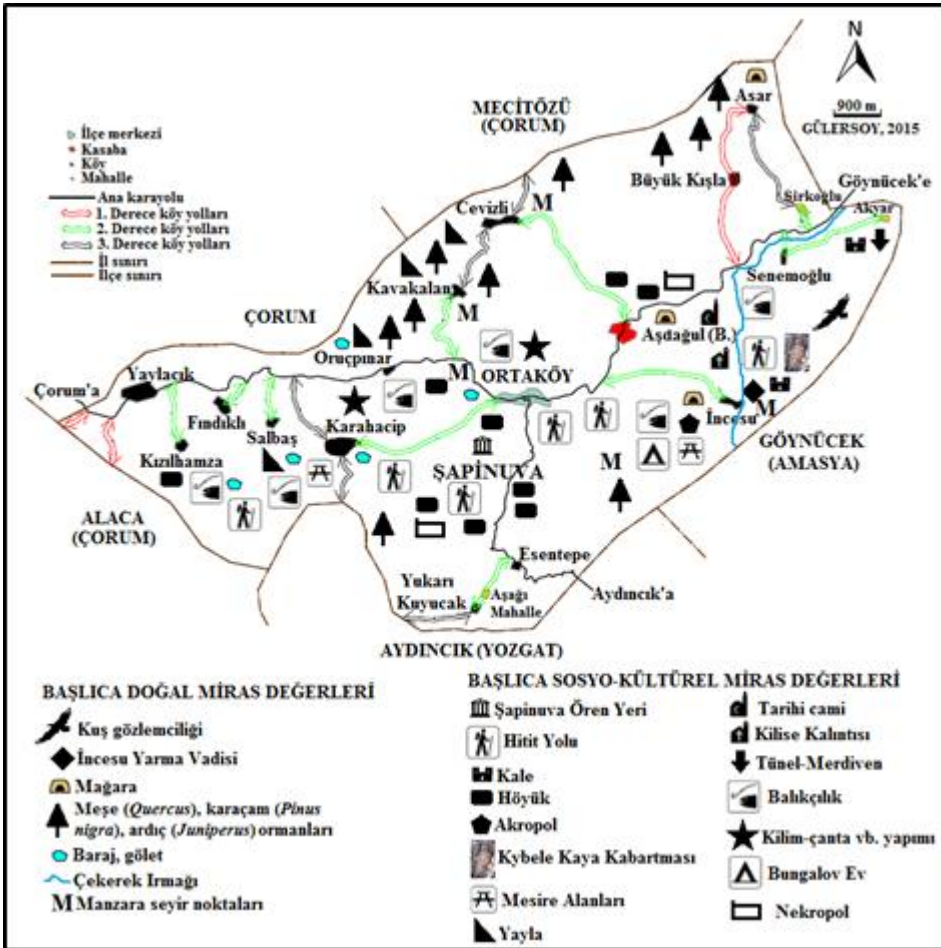 N
900 m
GÜLERSOY, 2015
İlçe merkezi
Kasaba
Köy
Mahalle
Ana karayolu
1. Derece köy yolları
2. Derece köy yolları
3. Derece köy yolları
İl sınırı
İlçe sınırı
MECİTÖZÜ
(ÇORUM)
Asar
Büyük Kışla
Göynücek'e
Sirkoğlu
Akyar
Cevizli
M
Senemoğlu
Kavakalan
M
ÇORUM
Oruçpınar
Aşdağul (B.)
Çorum'a
Yaylacık
M
ORTAKÖY
Fındıklı
Salbaş
Karahacip
İncesu
M
Kızılhamza
ŞAPİNUVA
M
GÖYNÜCEK
(AMASYA)
ALACA
(ÇORUM)
Esentepe
Yukarı
Kuyucak
Aşağı
Mahalle
Aydıncık'a
AYDINCIK (YOZGAT)
BAŞLICA DOĞAL MİRAS DEĞERLERİ
Kuş gözlemciliği
İncesu Yarma Vadisi
Mağara
Meşe (Quercus), karaçam (Pinus
nigra), ardıç (Juniperus) ormanları
Baraj, gölet
Çekerek Irmağı
M Manzara seyir noktaları
BAŞLICA SOSYO-KÜLTÜREL MİRAS DEĞERLERİ
Şapinuva Ören Yeri
Hitit Yolu
Kale
Höyük
Akropol
Kybele Kaya Kabartması
Mesire Alanları
Yayla
Tarihi cami
Kilise Kalıntısı
Tünel-Merdiven
Balıkçılık
Kilim-çanta vb. yapımı
Bungalov Ev
Nekropol